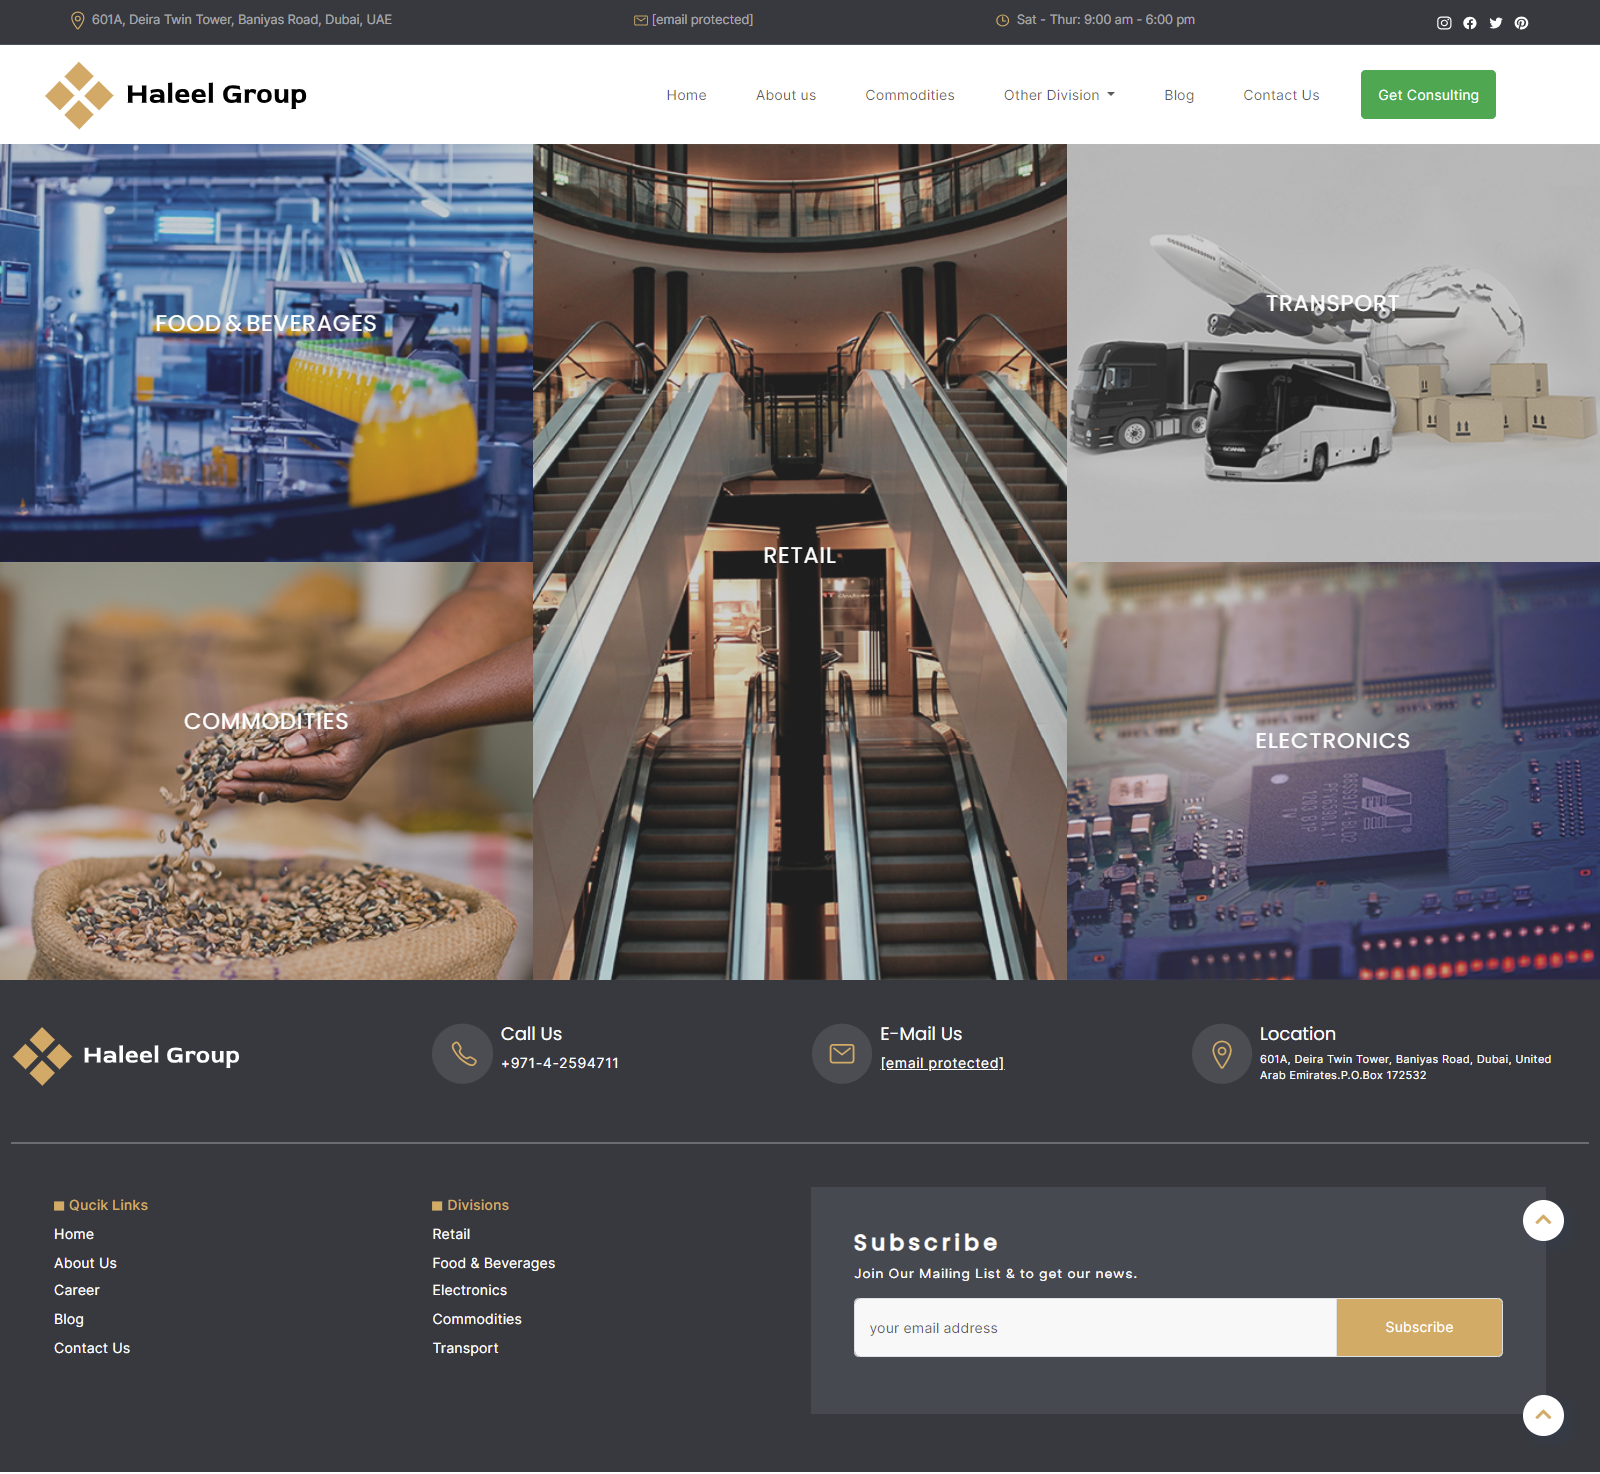 601A, Deira Twin Tower, Baniyas Road, Dubai, UAE
[email protected]
Sat - Thur: 9:00 am - 6:00 pm
Haleel Group
Home
About us
Commodities
Other Division
Blog
Contact Us
Get Consulting
FOOD & BEVERAGES
RETAIL
TRANSPORT
SCANIA
COMMODITIES
ELECTRONICS
Haleel Group
Call Us
+971-4-2594711
E-Mail Us
[email protected]
Location
601A, Deira Twin Tower, Baniyas Road, Dubai, United
Arab Emirates.P.O.Box 172532
Qucik Links
Home
About Us
Career
Blog
Contact Us
Divisions
Retail
Food & Beverages
Electronics
Commodities
Transport
Subscribe
Join Our Mailing List & to get our news.
your email address
Subscribe